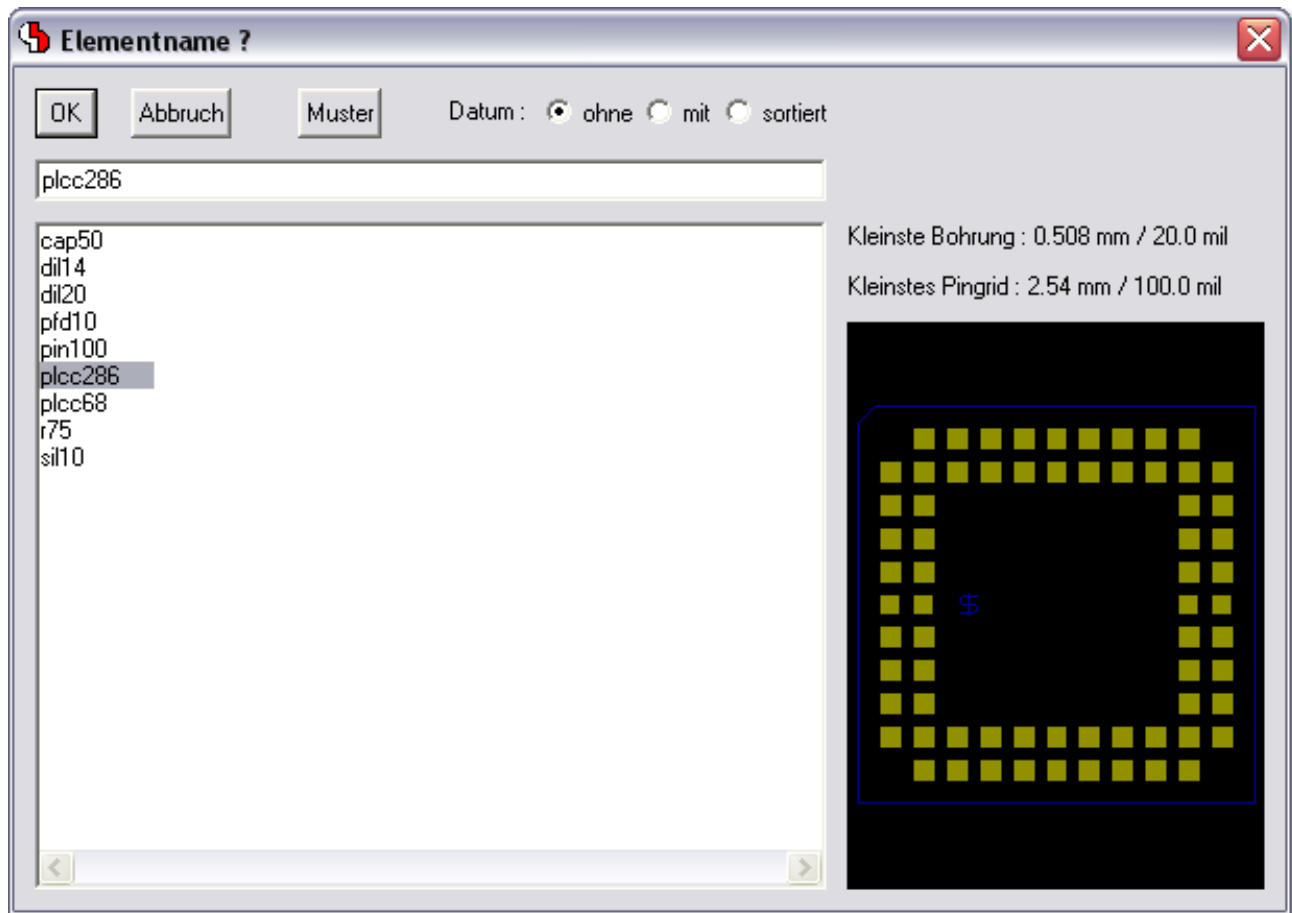 Elementname ?
OK Abbruch Muster Datum : ohne mit sortiert
plcc286
cap50
dil14
dil20
pfd10
pin100
plcc286
plcc68
r75
sil10
Kleinste Bohrung : 0.508 mm / 20.0 mil
Kleinstes Pingrid : 2.54 mm / 100.0 mil
$